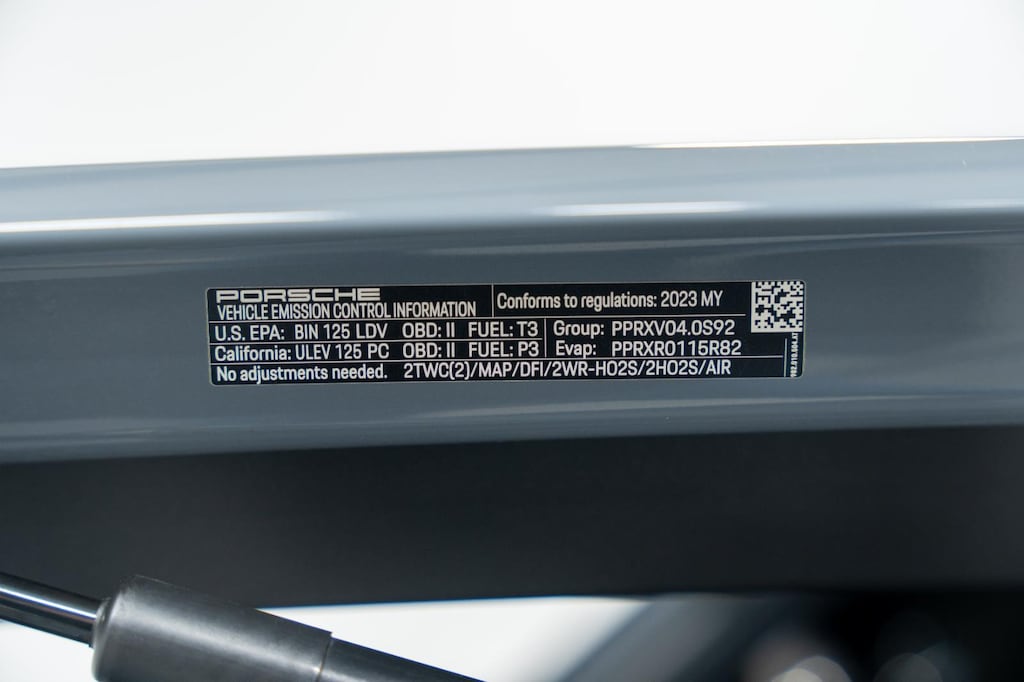 PORSCHE
VEHICLE EMISSION CONTROL INFORMATION
Conforms to regulations: 2023 MY
U.S. EPA: BIN 125 LDV OBD: II FUEL: T3
Group: PPRXV04.0S92
California: ULEV 125 PC OBD: II FUEL: P3
Evap: PPRXR0115R82
No adjustments needed. 2TWC(2)/MAP/DFI/2WR-HO2S/2HO2S/AIR